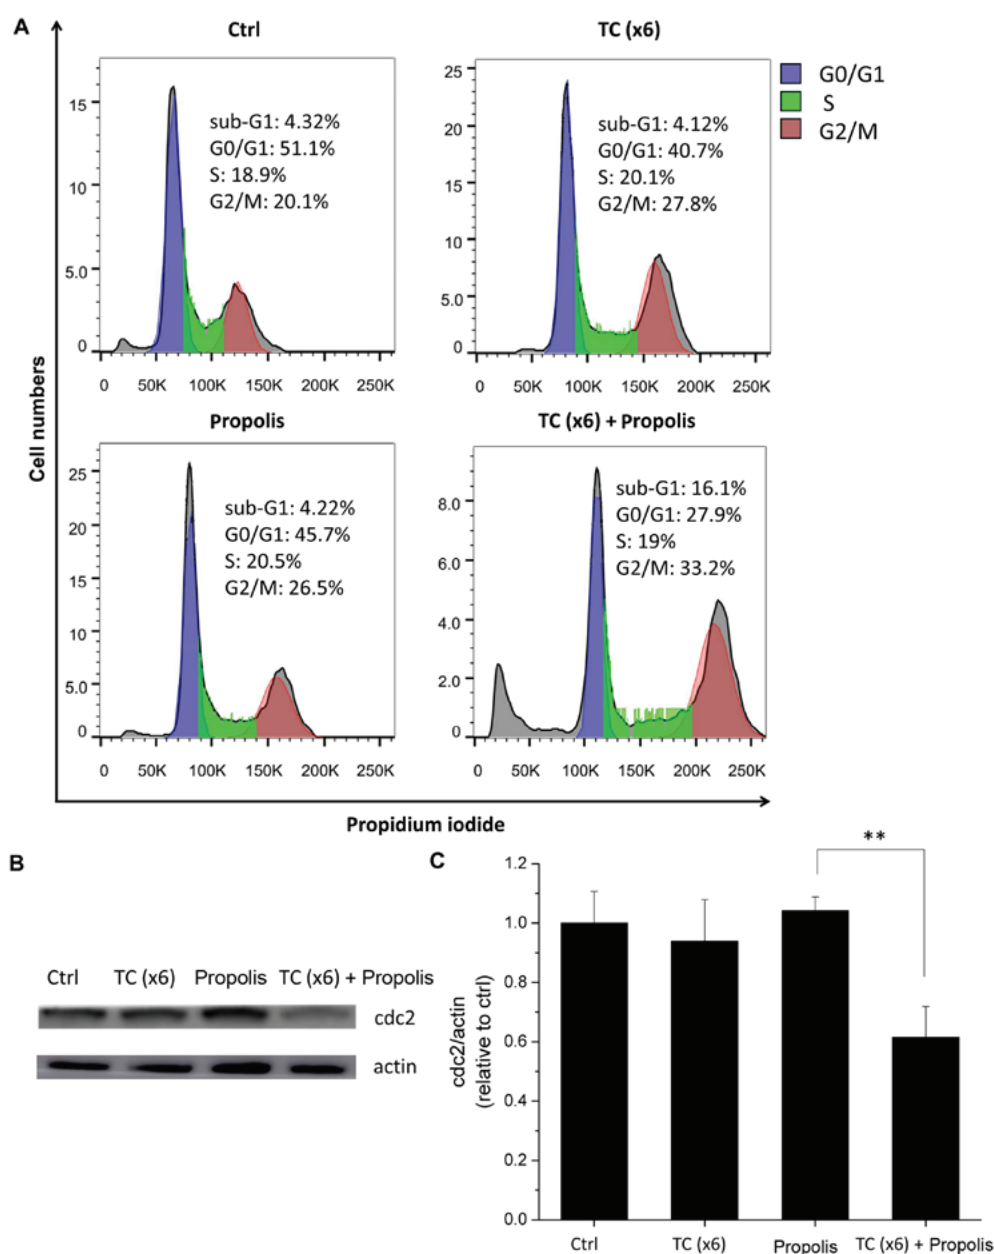 A
Ctrl
TC (x6)
G0/G1
S
G2/M
sub-G1: 4.32%
G0/G1: 51.1%
S: 18.9%
G2/M: 20.1%
15
10
5.0
0
0 50K 100K 150K 200K 250K
sub-G1: 4.12%
G0/G1: 40.7%
S: 20.1%
G2/M: 27.8%
25
20
15
10
5.0
0
0 50K 100K 150K 200K 250K
Cell numbers
Propolis
TC (x6) + Propolis
sub-G1: 4.22%
G0/G1: 45.7%
S: 20.5%
G2/M: 26.5%
25
20
15
10
5.0
0
0 50K 100K 150K 200K 250K
sub-G1: 16.1%
G0/G1: 27.9%
S: 19%
G2/M: 33.2%
8.0
6.0
4.0
2.0
0
0 50K 100K 150K 200K 250K
Propidium iodide
B
Ctrl TC (x6) Propolis TC (x6) + Propolis
cdc2
actin
C
**
cdc2/actin
(relative to ctrl)
1.2
1.0
0.8
0.6
0.4
0.2
0.0
Ctrl TC (x6) Propolis TC (x6) + Propolis